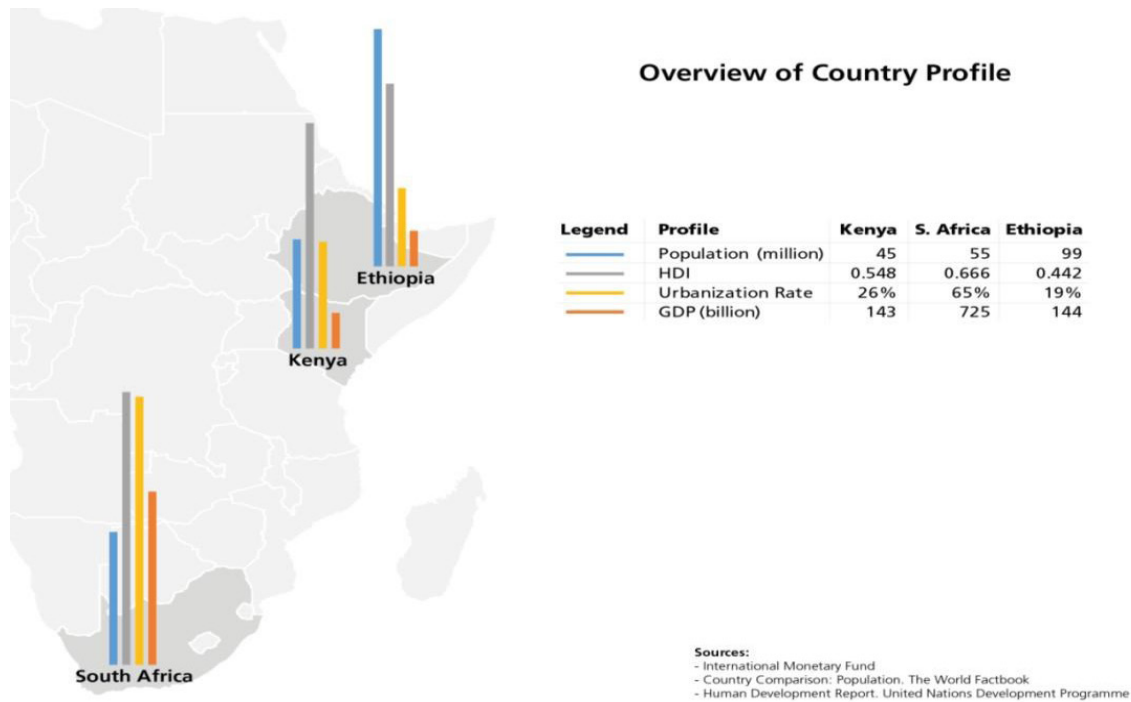 Overview of Country Profile
Legend Profile Kenya S. Africa Ethiopia
Population (million) 45 55 99
HDI 0.548 0.666 0.442
Urbanization Rate 26% 65% 19%
GDP (billion) 143 725 144
Ethiopia
Kenya
South Africa
Sources:
- International Monetary Fund
- Country Comparison: Population. The World Factbook
- Human Development Report. United Nations Development Programme